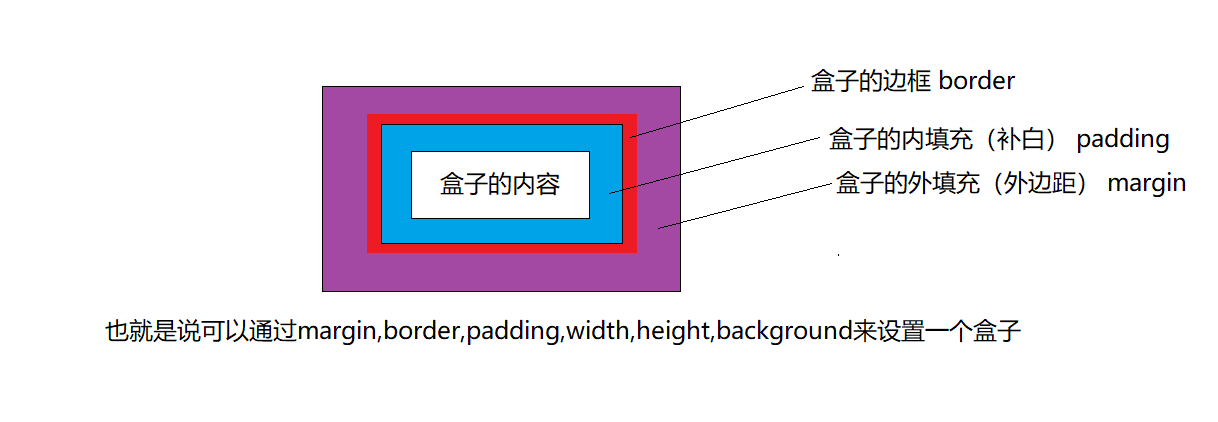 盒子的边框 border
盒子的内填充（补白） padding
盒子的内容
盒子的外填充（外边距） margin
也就是说可以通过margin,border,padding,width,height,background来设置一个盒子